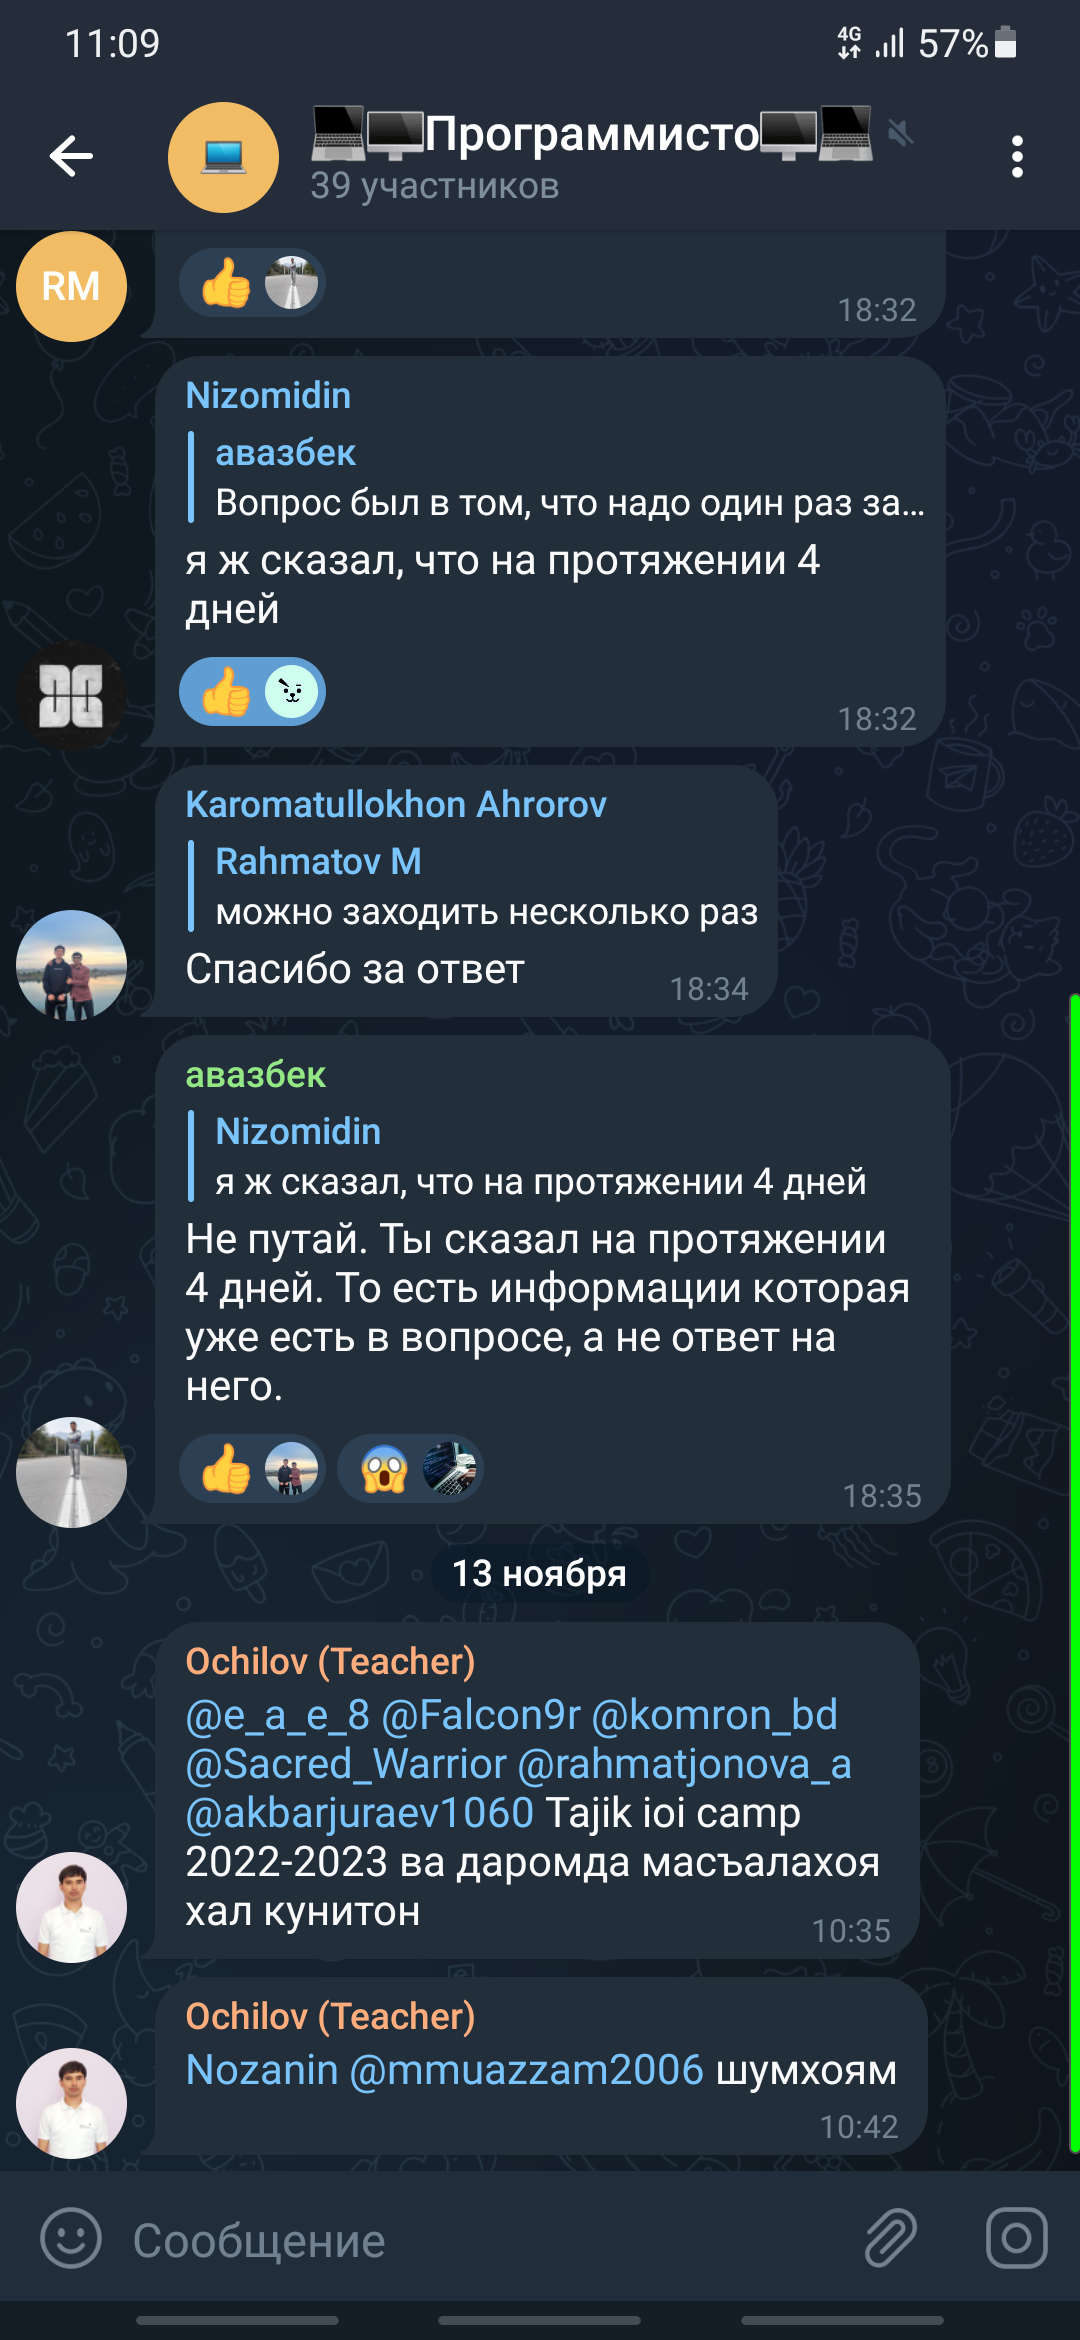 11:09
4G
57%
Программисто
39 участников
RM
18:32
Nizomidin
авазбек
Вопрос был в том, что надо один раз за...
я ж сказал, что на протяжении 4
дней
18:32
Karomatullokhon Ahrorov
Rahmatov M
можно заходить несколько раз
Спасибо за ответ
18:34
авазбек
Nizomidin
я ж сказал, что на протяжении 4 дней
Не путай. Ты сказал на протяжении
4 дней. То есть информации которая
уже есть в вопросе, а не ответ на
него.
18:35
13 ноября
Ochilov (Teacher)
@e_a_e_8 @Falcon9r @komron_bd
@Sacred_Warrior @rahmatjonova_a
@akbarjuraev1060 Tajik ioi camp
2022-2023 ва даромда масъалахоя
хал кунитон
10:35
Ochilov (Teacher)
Nozanin @mmuazzam2006 шумхоям
10:42
Сообщение